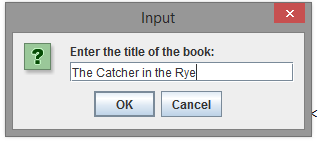 Input
x
?
Enter the title of the book:
The Catcher in the Rye
OK Cancel
<